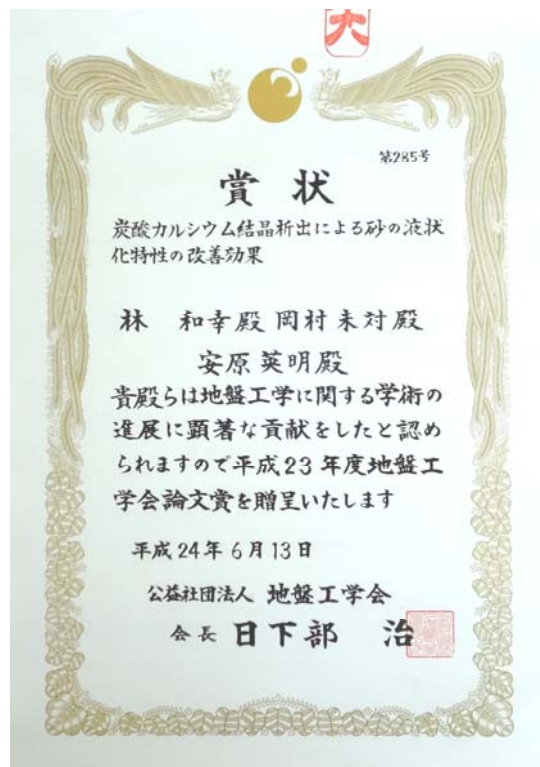 大
第285号
賞 状
炭酸カルシウム結晶析出による砂の液状
化特性の改善効果
林 和幸殿 岡村未対殿
安原英明殿
貴殿らは地盤工学に関する学術の
進展に顕著な貢献をしたと認め
られますので平成23年度地盤工
学会論文賞を贈呈いたします
平成24年6月13日
公益社団法人 地盤工学会
会長 日下部 治